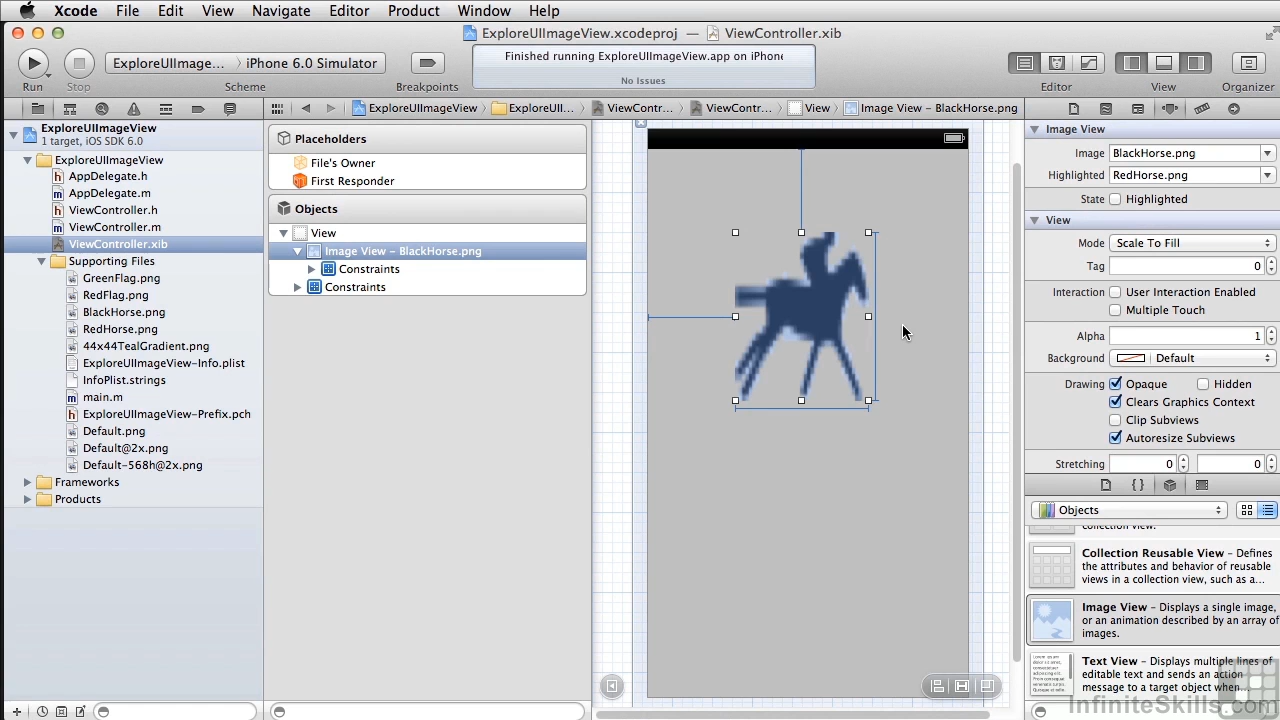 Xcode File Edit View Navigate Editor Product Window Help
ExploreUIImageView.xcodeproj — ViewController.xib
ExploreUIImage... iPhone 6.0 Simulator
Finished running ExploreUIImageView.app on iPhone
No Issues
Run Stop Scheme Breakpoints Editor View Organizer
ExploreUIImageView ExploreUII... ViewContr... ViewContr... View Image View – BlackHorse.png
ExploreUIImageView
1 target, iOS SDK 6.0
ExploreUIImageView
AppDelegate.h
AppDelegate.m
ViewController.h
ViewController.m
ViewController.xib
Supporting Files
GreenFlag.png
RedFlag.png
BlackHorse.png
RedHorse.png
44x44TealGradient.png
ExploreUIImageView-Info.plist
InfoPlist.strings
main.m
ExploreUIImageView-Prefix.pch
Default.png
Default@2x.png
Default-568h@2x.png
Frameworks
Products
Placeholders
File's Owner
First Responder
Objects
View
Image View – BlackHorse.png
Constraints
Constraints
Image View
Image BlackHorse.png
Highlighted RedHorse.png
State Highlighted
View
Mode Scale To Fill
Tag 0
Interaction User Interaction Enabled
Multiple Touch
Alpha 1
Background Default
Drawing Opaque Hidden
Clears Graphics Context
Clip Subviews
Autoresize Subviews
Stretching 0 0
Objects
collection view.
Collection Reusable View – Defines
the attributes and behavior of reusable
views in a collection view, such as a...
Image View – Displays a single image,
or an animation described by an array of
images.
Text View – Displays multiple lines of
editable text and sends an action
message to a target object when...
InfiniteSkills.com